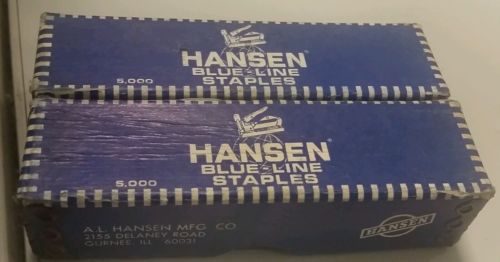 HANSEN
BLUE LINE
STAPLES
5,000
HANSEN
BLUE LINE
STAPLES
5,000
A.L. HANSEN MFG CO
2155 DELANEY ROAD
GURNEE, ILL 60031
HANSEN